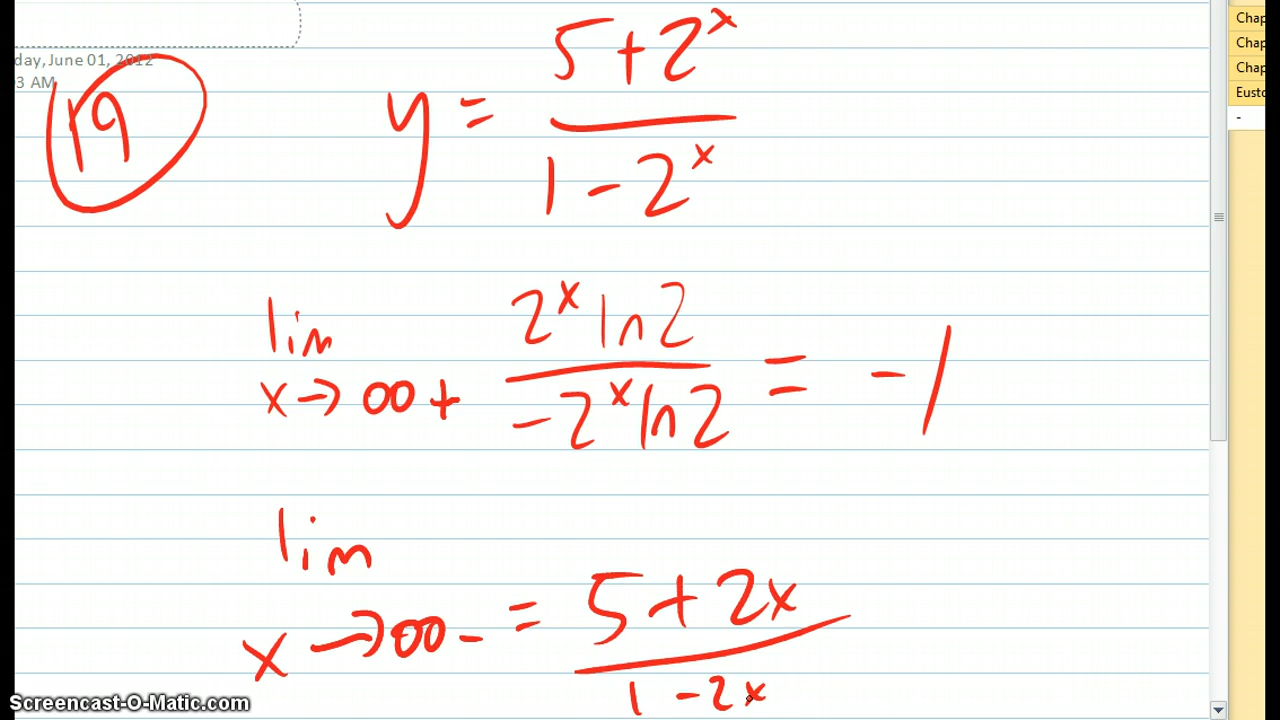 day, June 01, 2012
3 AM
19
y = 5 + 2^x / 1 - 2^x
lim x→∞+ 2^x ln2 / -2^x ln2 = -1
lim x→∞- = 5 + 2x / 1 - 2x
Chap
Chap
Chap
Eusto
-
Screencast-O-Matic.com